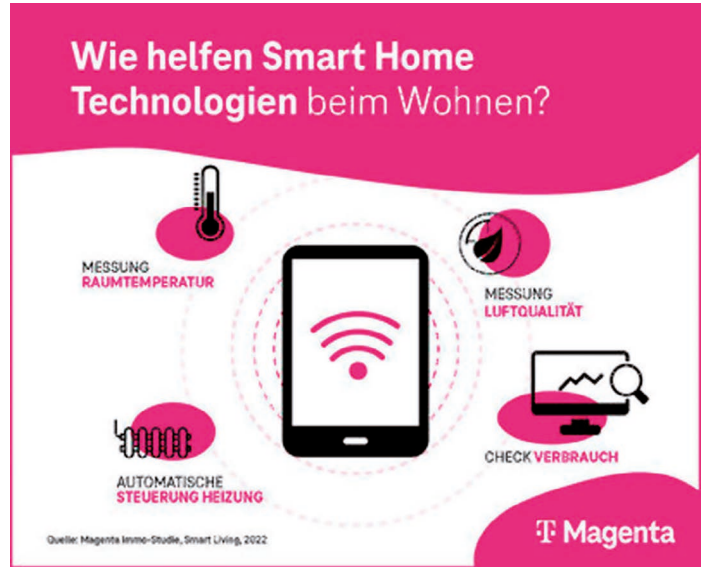 Wie helfen Smart Home
Technologien beim Wohnen?
MESSUNG
RAUMTEMPERATUR
MESSUNG
LUFTQUALITÄT
AUTOMATISCHE
STEUERUNG HEIZUNG
CHECK VERBRAUCH
Quelle: Magenta Immo-Studie, Smart Living, 2022
T Magenta